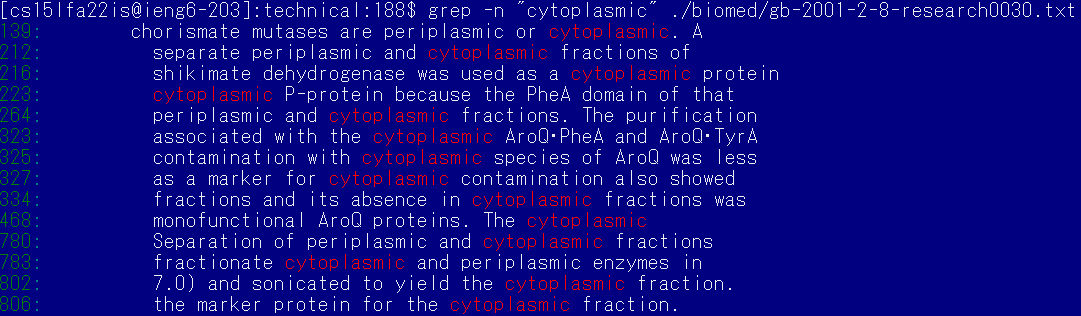 [cs15lfa22is@ieng6-203]:technical:188$ grep -n "cytoplasmic" ./biomed/gb-2001-2-8-research0030.txt
139: chorismate mutases are periplasmic or cytoplasmic. A
212: separate periplasmic and cytoplasmic fractions of
216: shikimate dehydrogenase was used as a cytoplasmic protein
223: cytoplasmic P-protein because the PheA domain of that
264: periplasmic and cytoplasmic fractions. The purification
323: associated with the cytoplasmic AroQ·PheA and AroQ·TyrA
325: contamination with cytoplasmic species of AroQ was less
327: as a marker for cytoplasmic contamination also showed
334: fractions and its absence in cytoplasmic fractions was
468: monofunctional AroQ proteins. The cytoplasmic
780: Separation of periplasmic and cytoplasmic fractions
783: fractionate cytoplasmic and periplasmic enzymes in
802: 7.0) and sonicated to yield the cytoplasmic fraction.
806: the marker protein for the cytoplasmic fraction.